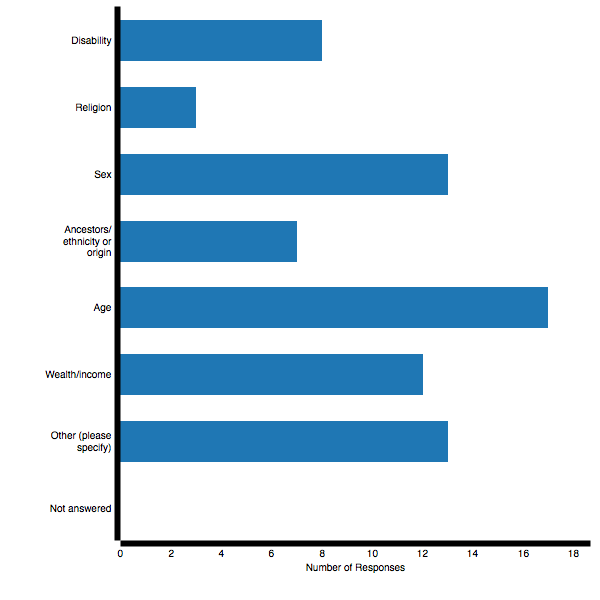 Disability
Religion
Sex
Ancestors/
ethnicity or
origin
Age
Wealth/income
Other (please
specify)
Not answered
0 2 4 6 8 10 12 14 16 18
Number of Responses